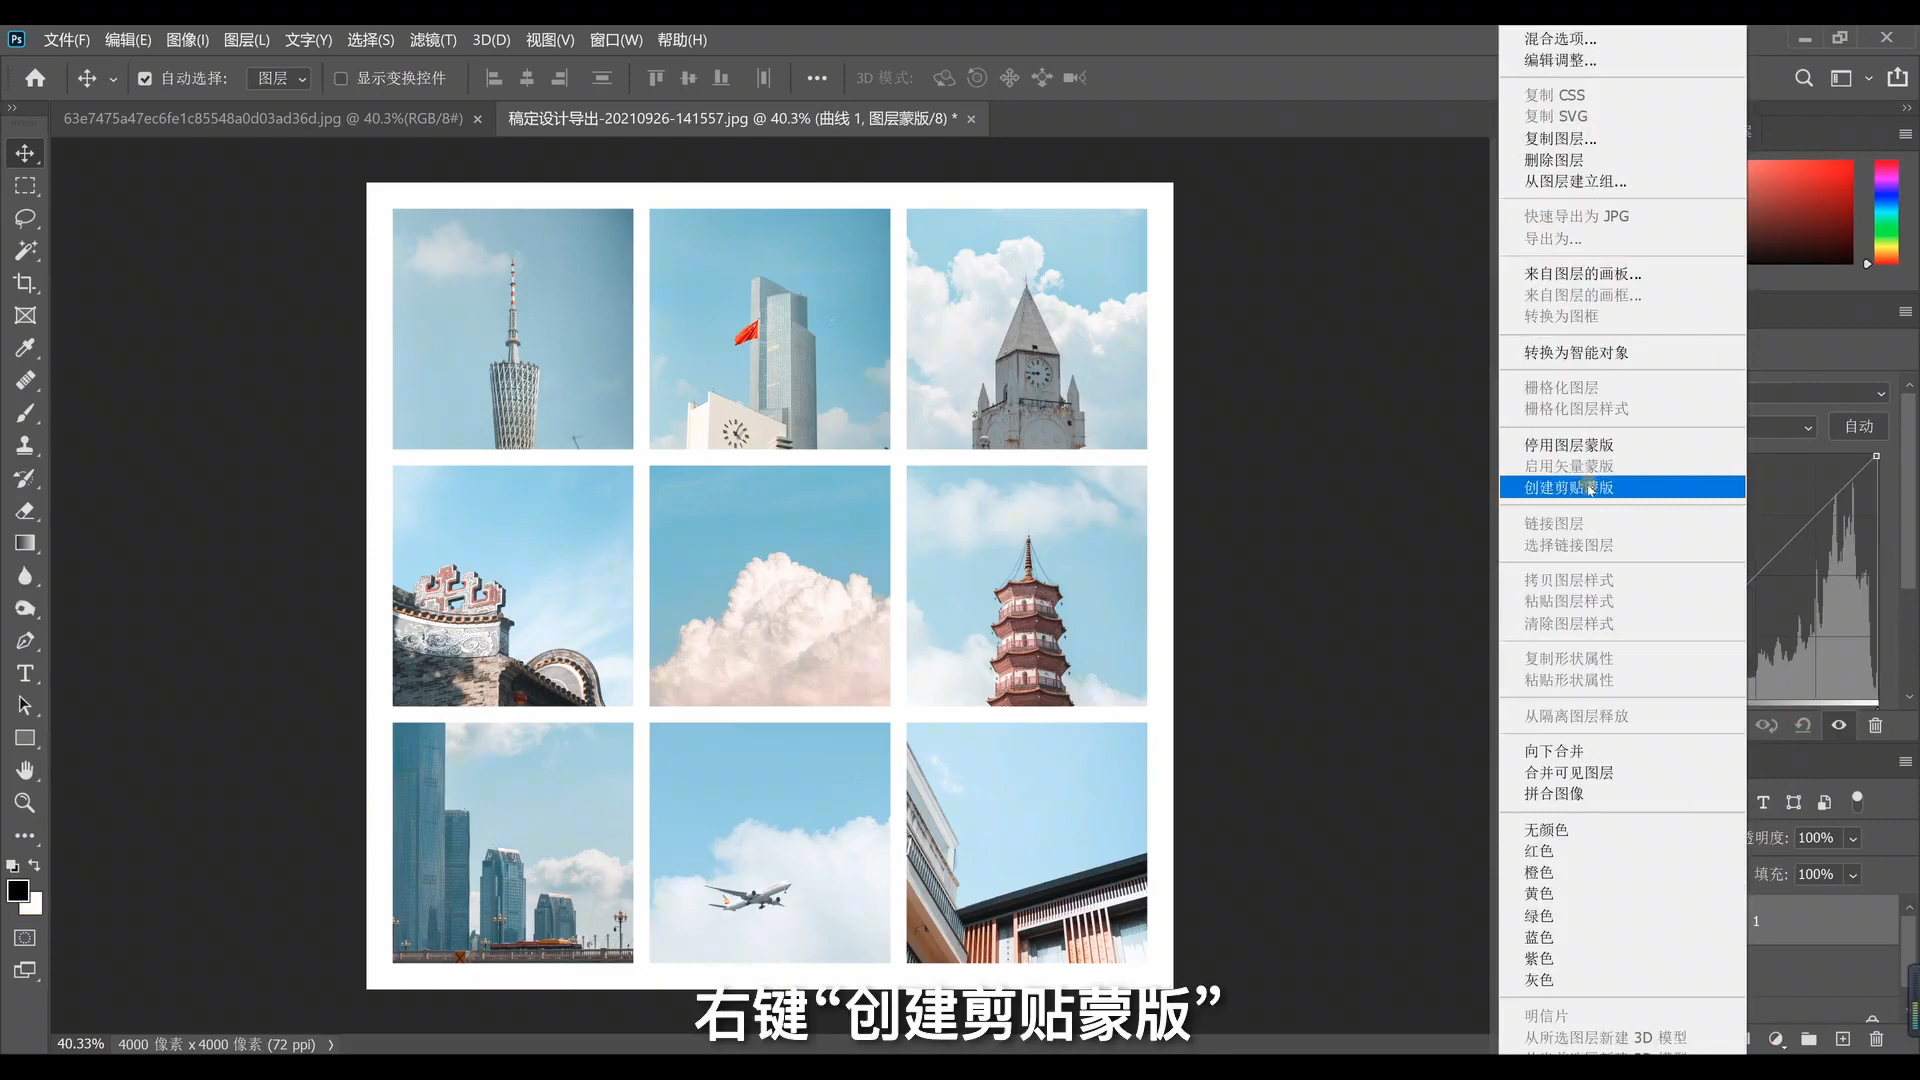 Ps 文件(F) 编辑(E) 图像(I) 图层(L) 文字(Y) 选择(S) 滤镜(T) 3D(D) 视图(V) 窗口(W) 帮助(H)
自动选择: 图层 显示变换控件 3D 模式:
63e7475a47ec6fe1c85548a0d03ad36d.jpg @ 40.3%(RGB/8#) ×
稿定设计导出-20210926-141557.jpg @ 40.3% (曲线 1, 图层蒙版/8) * ×
混合选项...
编辑调整...
复制 CSS
复制 SVG
复制图层...
删除图层
从图层建立组...
快速导出为 JPG
导出为...
来自图层的画板...
来自图层的画框...
转换为图框
转换为智能对象
栅格化图层
栅格化图层样式
停用图层蒙版
启用矢量蒙版
创建剪贴蒙版
链接图层
选择链接图层
拷贝图层样式
粘贴图层样式
清除图层样式
复制形状属性
粘贴形状属性
从隔离图层释放
向下合并
合并可见图层
拼合图像
无颜色
红色
橙色
黄色
绿色
蓝色
紫色
灰色
明信片
从所选图层新建 3D 模型
自动
透明度: 100%
填充: 100%
1
右键“创建剪贴蒙版”
40.33% 4000 像素 x 4000 像素 (72 ppi)